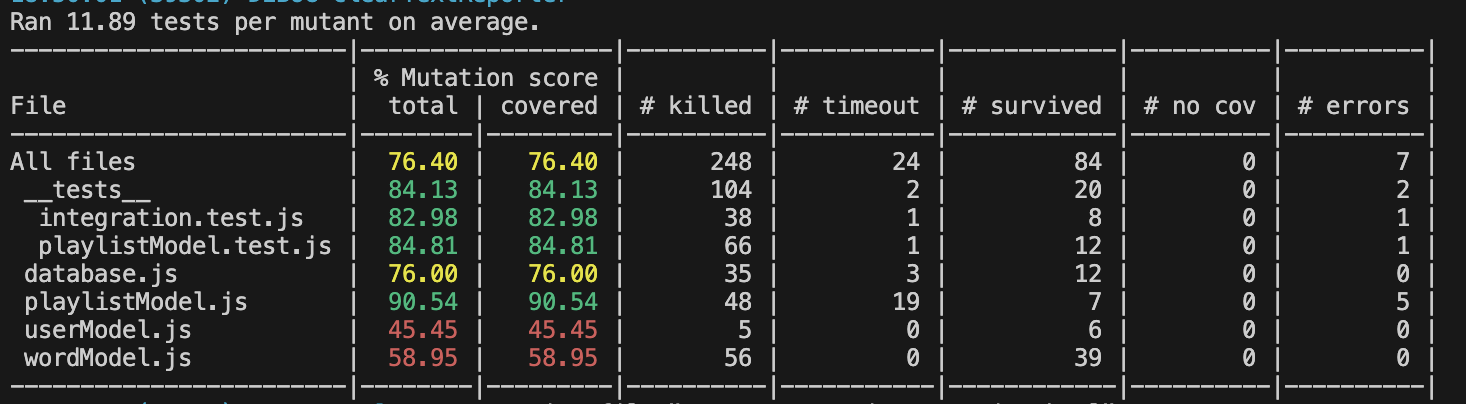 Ran 11.89 tests per mutant on average.
% Mutation score
File | total | covered | # killed | # timeout | # survived | # no cov | # errors |
All files | 76.40 | 76.40 | 248 | 24 | 84 | 0 | 7 |
__tests__ | 84.13 | 84.13 | 104 | 2 | 20 | 0 | 2 |
integration.test.js | 82.98 | 82.98 | 38 | 1 | 8 | 0 | 1 |
playlistModel.test.js | 84.81 | 84.81 | 66 | 1 | 12 | 0 | 1 |
database.js | 76.00 | 76.00 | 35 | 3 | 12 | 0 | 0 |
playlistModel.js | 90.54 | 90.54 | 48 | 19 | 7 | 0 | 5 |
userModel.js | 45.45 | 45.45 | 5 | 0 | 6 | 0 | 0 |
wordModel.js | 58.95 | 58.95 | 56 | 0 | 39 | 0 | 0 |